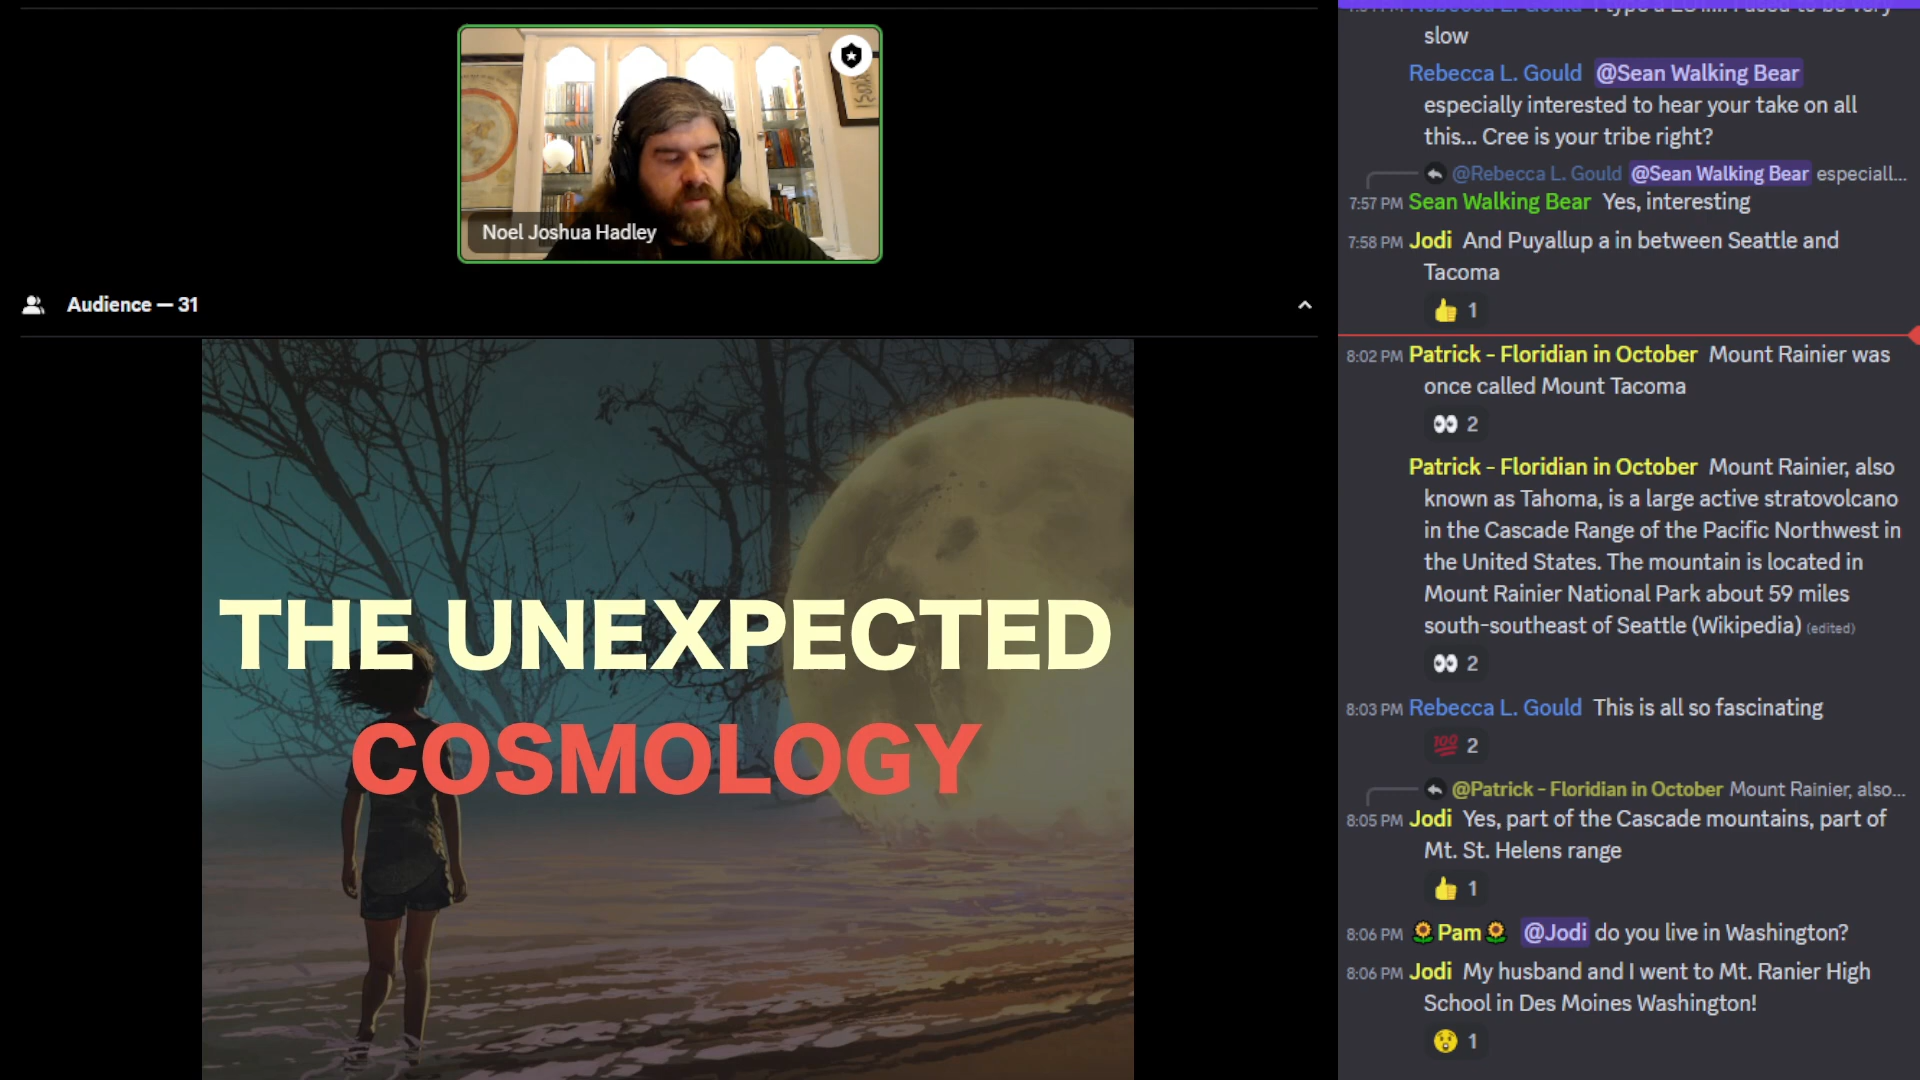 Noel Joshua Hadley
Audience — 31
THE UNEXPECTED
COSMOLOGY
slow
Rebecca L. Gould @Sean Walking Bear
especially interested to hear your take on all
this... Cree is your tribe right?
@Rebecca L. Gould @Sean Walking Bear especiall...
7:57 PM Sean Walking Bear Yes, interesting
7:58 PM Jodi And Puyallup a in between Seattle and
Tacoma
1
8:02 PM Patrick - Floridian in October Mount Rainier was
once called Mount Tacoma
2
Patrick - Floridian in October Mount Rainier, also
known as Tahoma, is a large active stratovolcano
in the Cascade Range of the Pacific Northwest in
the United States. The mountain is located in
Mount Rainier National Park about 59 miles
south-southeast of Seattle (Wikipedia) (edited)
2
8:03 PM Rebecca L. Gould This is all so fascinating
100 2
@Patrick - Floridian in October Mount Rainier, also...
8:05 PM Jodi Yes, part of the Cascade mountains, part of
Mt. St. Helens range
1
8:06 PM Pam @Jodi do you live in Washington?
8:06 PM Jodi My husband and I went to Mt. Ranier High
School in Des Moines Washington!
1